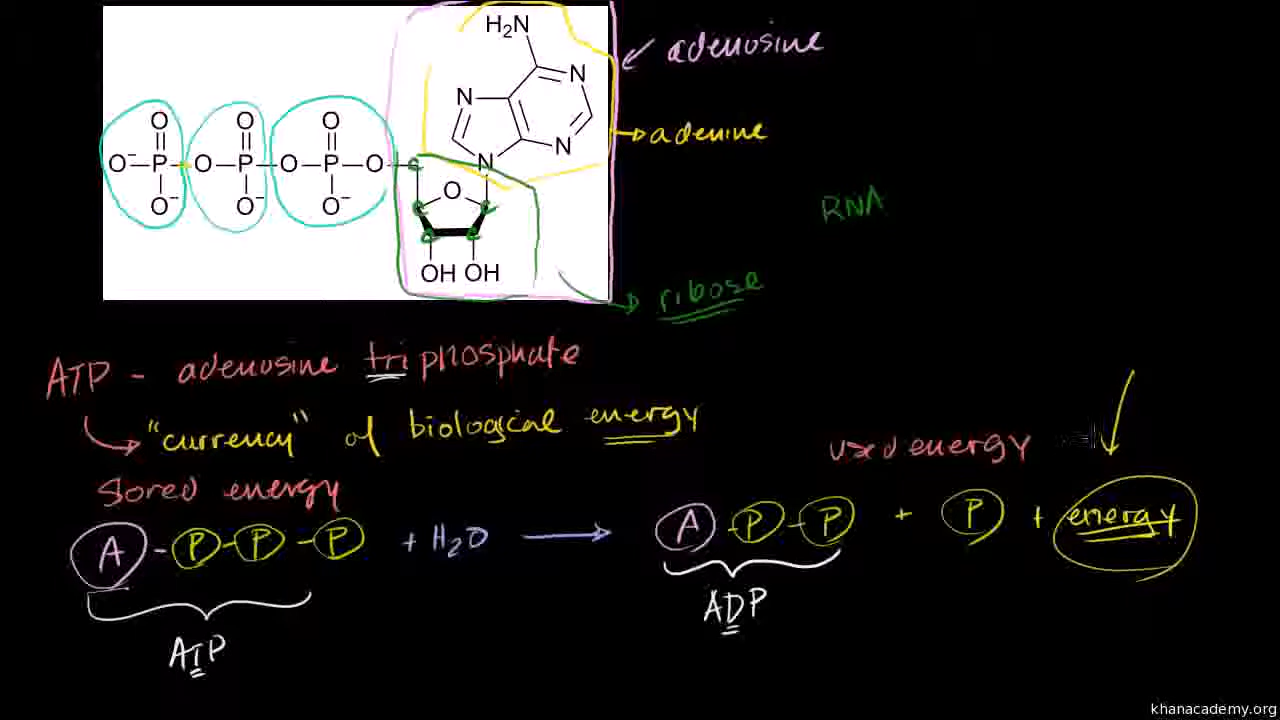 H₂N
N
N
N
N
N
O O O
O⁻ P O P O P O C
O⁻ O⁻ O⁻
O
C C
C C
OH OH
adenosine
adenine
RNA
ribose
ATP - adenosine triphosphate
"currency" of biological energy
stored energy
used energy
A - P - P - P + H₂O → A - P - P + P + energy
ATP
ADP
khanacademy.org